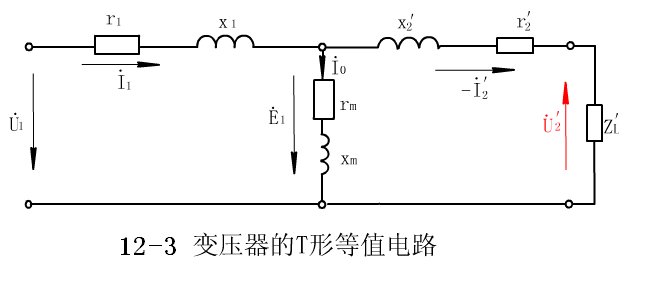 r1 x1 x2′ r2′
İ1 İ0 -İ2′
U̇1 Ė1 rm U̇2′ ZL′
xm
12-3 变压器的T形等值电路